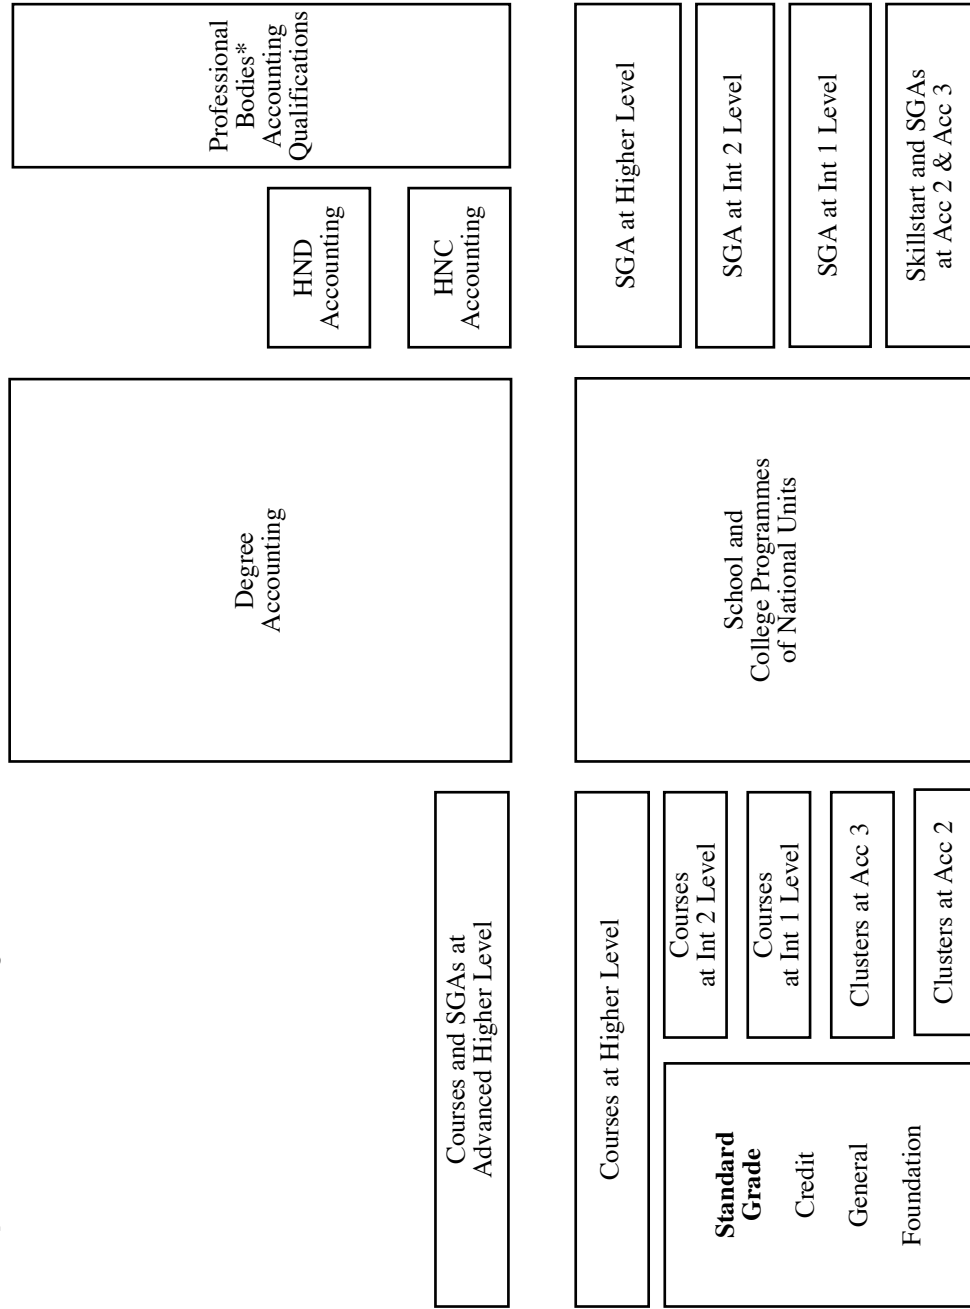 Degree
Accounting
Professional
Bodies*
Accounting
Qualifications
HND
Accounting
Courses and SGAs at
Advanced Higher Level
HNC
Accounting
Courses at Higher Level
School and
College Programmes
of National Units
SGA at Higher Level
Standard
Grade
Credit
General
Foundation
Courses
at Int 2 Level
SGA at Int 2 Level
Courses
at Int 1 Level
SGA at Int 1 Level
Clusters at Acc 3
Clusters at Acc 2
Skillstart and SGAs
at Acc 2 & Acc 3